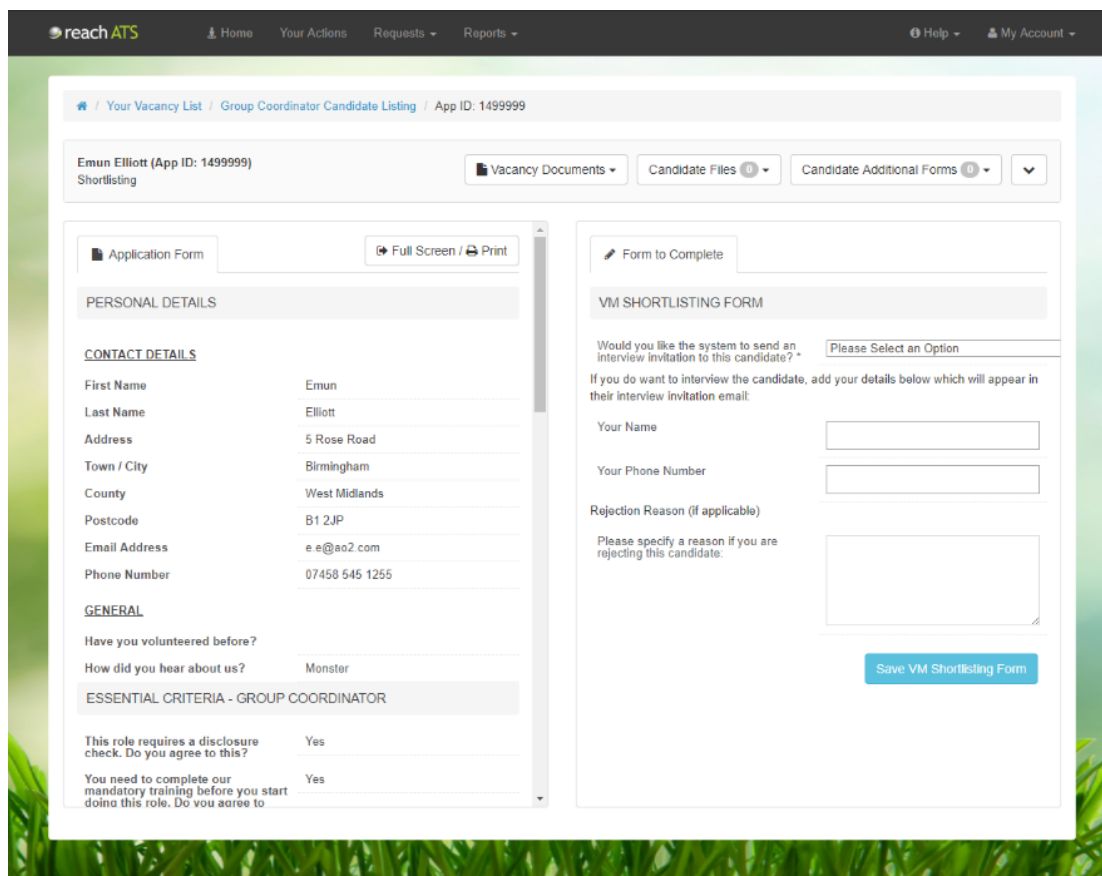 reach ATS
Home Your Actions Requests Reports Help My Account
/ Your Vacancy List / Group Coordinator Candidate Listing / App ID: 1499999
Emun Elliott (App ID: 1499999)
Shortlisting
Vacancy Documents Candidate Files 0 Candidate Additional Forms 0
Application Form Full Screen / Print
PERSONAL DETAILS
CONTACT DETAILS
First Name Emun
Last Name Elliott
Address 5 Rose Road
Town / City Birmingham
County West Midlands
Postcode B1 2JP
Email Address e.e@ao2.com
Phone Number 07458 545 1255
GENERAL
Have you volunteered before?
How did you hear about us? Monster
ESSENTIAL CRITERIA - GROUP COORDINATOR
This role requires a disclosure Yes
check. Do you agree to this?
You need to complete our Yes
mandatory training before you start
doing this role. Do you agree to
Form to Complete
VM SHORTLISTING FORM
Would you like the system to send an
interview invitation to this candidate? * Please Select an Option
If you do want to interview the candidate, add your details below which will appear in
their interview invitation email:
Your Name
Your Phone Number
Rejection Reason (if applicable)
Please specify a reason if you are
rejecting this candidate:
Save VM Shortlisting Form